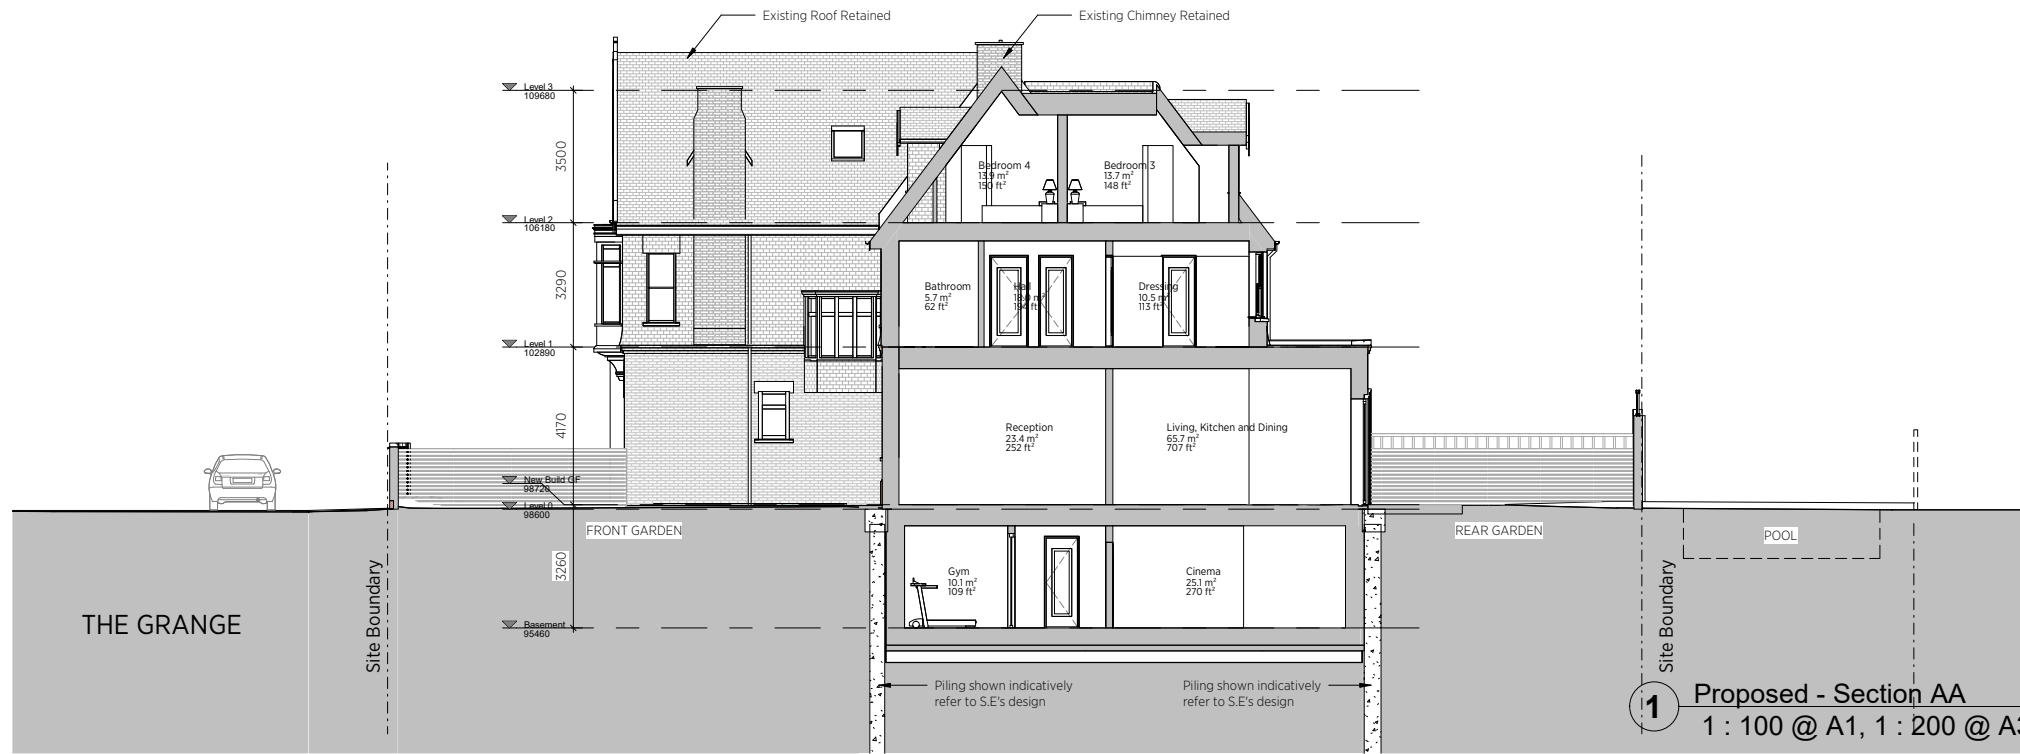 Existing Roof Retained
Existing Chimney Retained
Level 3
109680
3500
Bedroom 4
13.9 m²
150 ft²
Bedroom 3
13.7 m²
148 ft²
Level 2
106180
3290
Bathroom
5.7 m²
62 ft²
Hall
18.0 m²
194 ft²
Dressing
10.5 m²
113 ft²
Level 1
102890
4170
Reception
23.4 m²
252 ft²
Living, Kitchen and Dining
65.7 m²
707 ft²
New Build GF
98720
Level 0
98600
FRONT GARDEN
REAR GARDEN
POOL
3260
Gym
10.1 m²
109 ft²
Cinema
25.1 m²
270 ft²
THE GRANGE
Site Boundary
Site Boundary
Basement
95460
Piling shown indicatively
refer to S.E's design
Piling shown indicatively
refer to S.E's design
1
Proposed - Section AA
1 : 100 @ A1, 1 : 200 @ A3